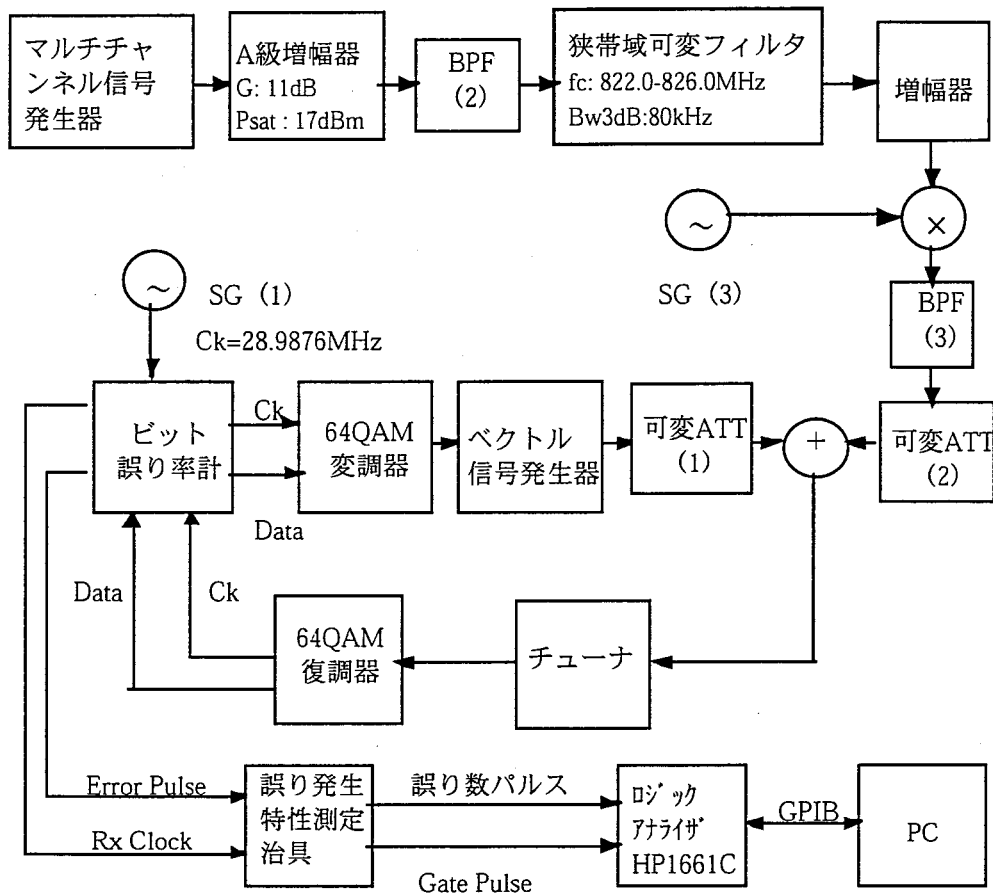 マルチチャ
ンネル信号
発生器
A級増幅器
G: 11dB
Psat : 17dBm
BPF
(2)
狭帯域可変フィルタ
fc: 822.0-826.0MHz
Bw3dB:80kHz
増幅器
~
×
SG (3)
BPF
(3)
~
SG (1)
Ck=28.9876MHz
ビット
誤り率計
Ck
Data
64QAM
変調器
ベクトル
信号発生器
可変ATT
(1)
+
可変ATT
(2)
Data
Ck
64QAM
復調器
チューナ
Error Pulse
Rx Clock
誤り発生
特性測定
治具
誤り数パルス
Gate Pulse
ロジック
アナライザ
HP1661C
GPIB
PC